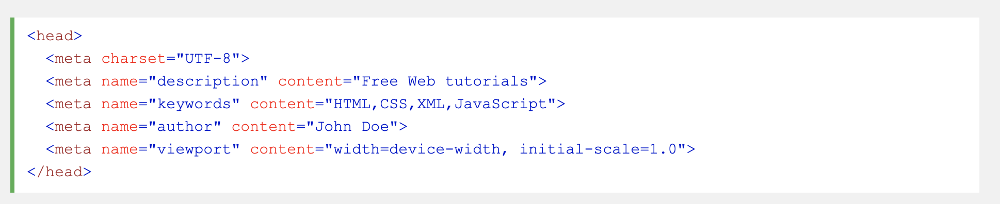 <head>
  <meta charset="UTF-8">
  <meta name="description" content="Free Web tutorials">
  <meta name="keywords" content="HTML,CSS,XML,JavaScript">
  <meta name="author" content="John Doe">
  <meta name="viewport" content="width=device-width, initial-scale=1.0">
</head>